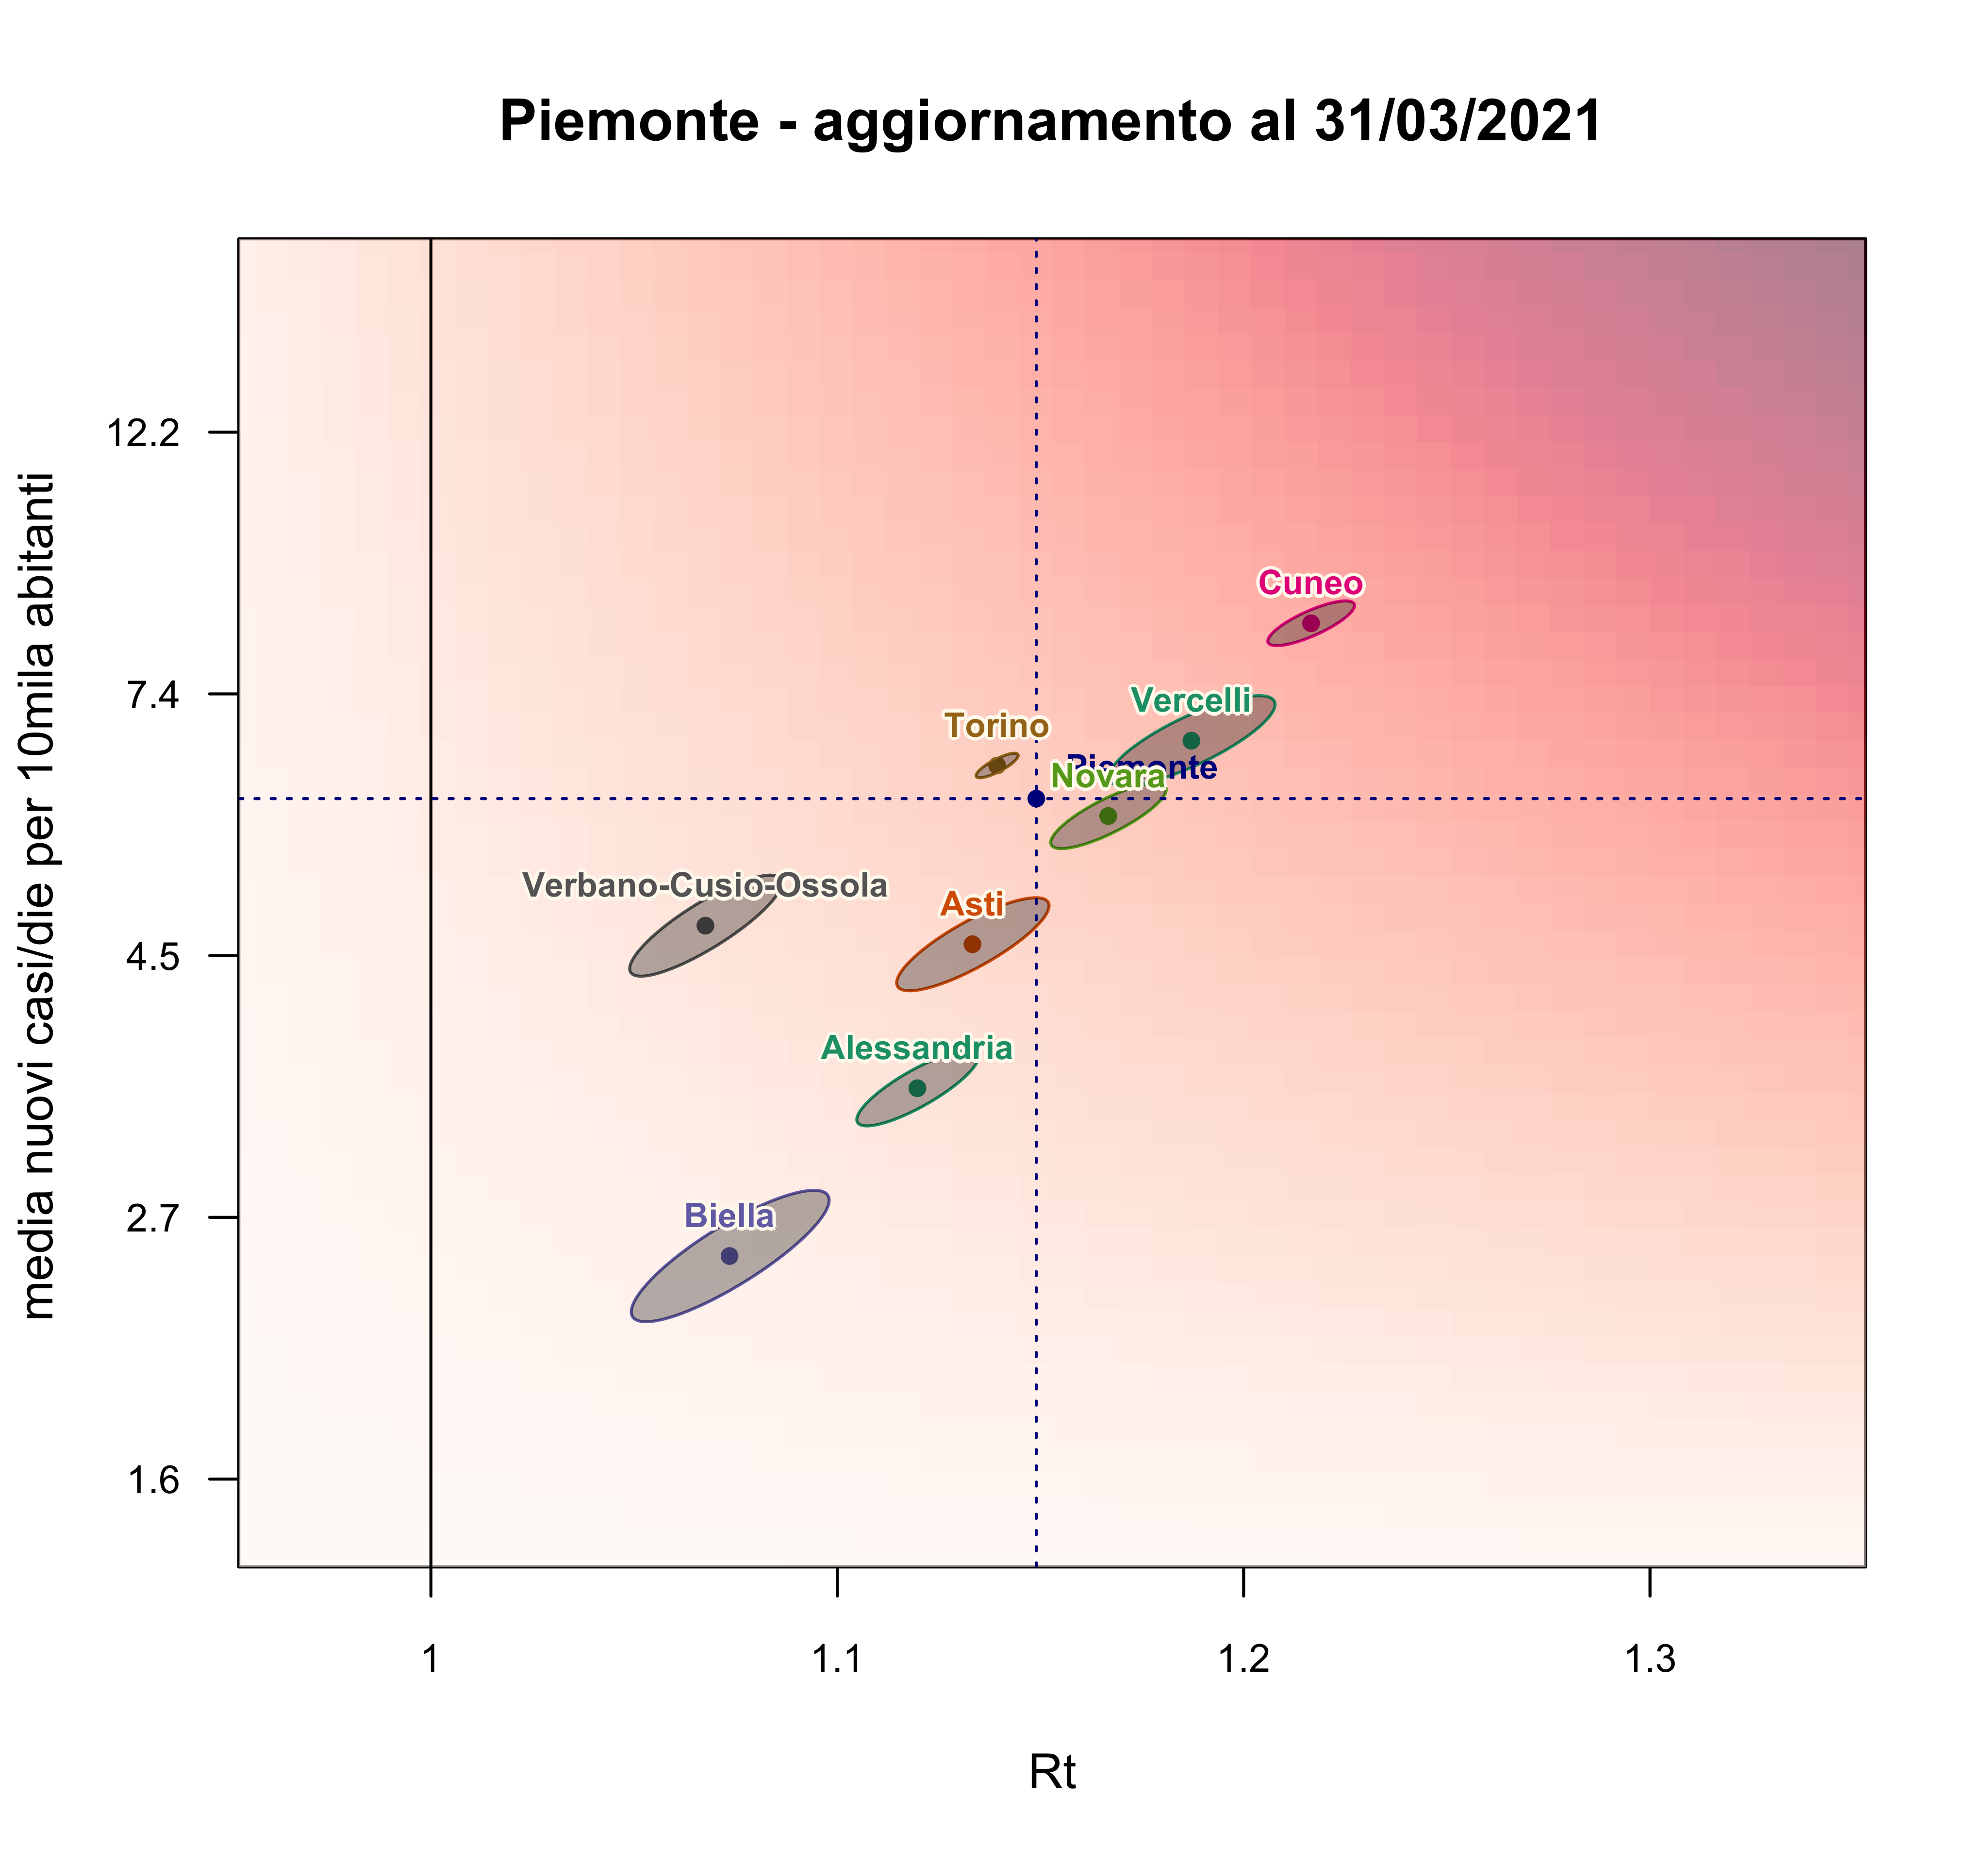 Piemonte - aggiornamento al 31/03/2021
media nuovi casi/die per 10mila abitanti
12.2
7.4
4.5
2.7
1.6
Cuneo
Vercelli
Torino
Piemonte
Novara
Verbano-Cusio-Ossola
Asti
Alessandria
Biella
1
1.1
1.2
1.3
Rt